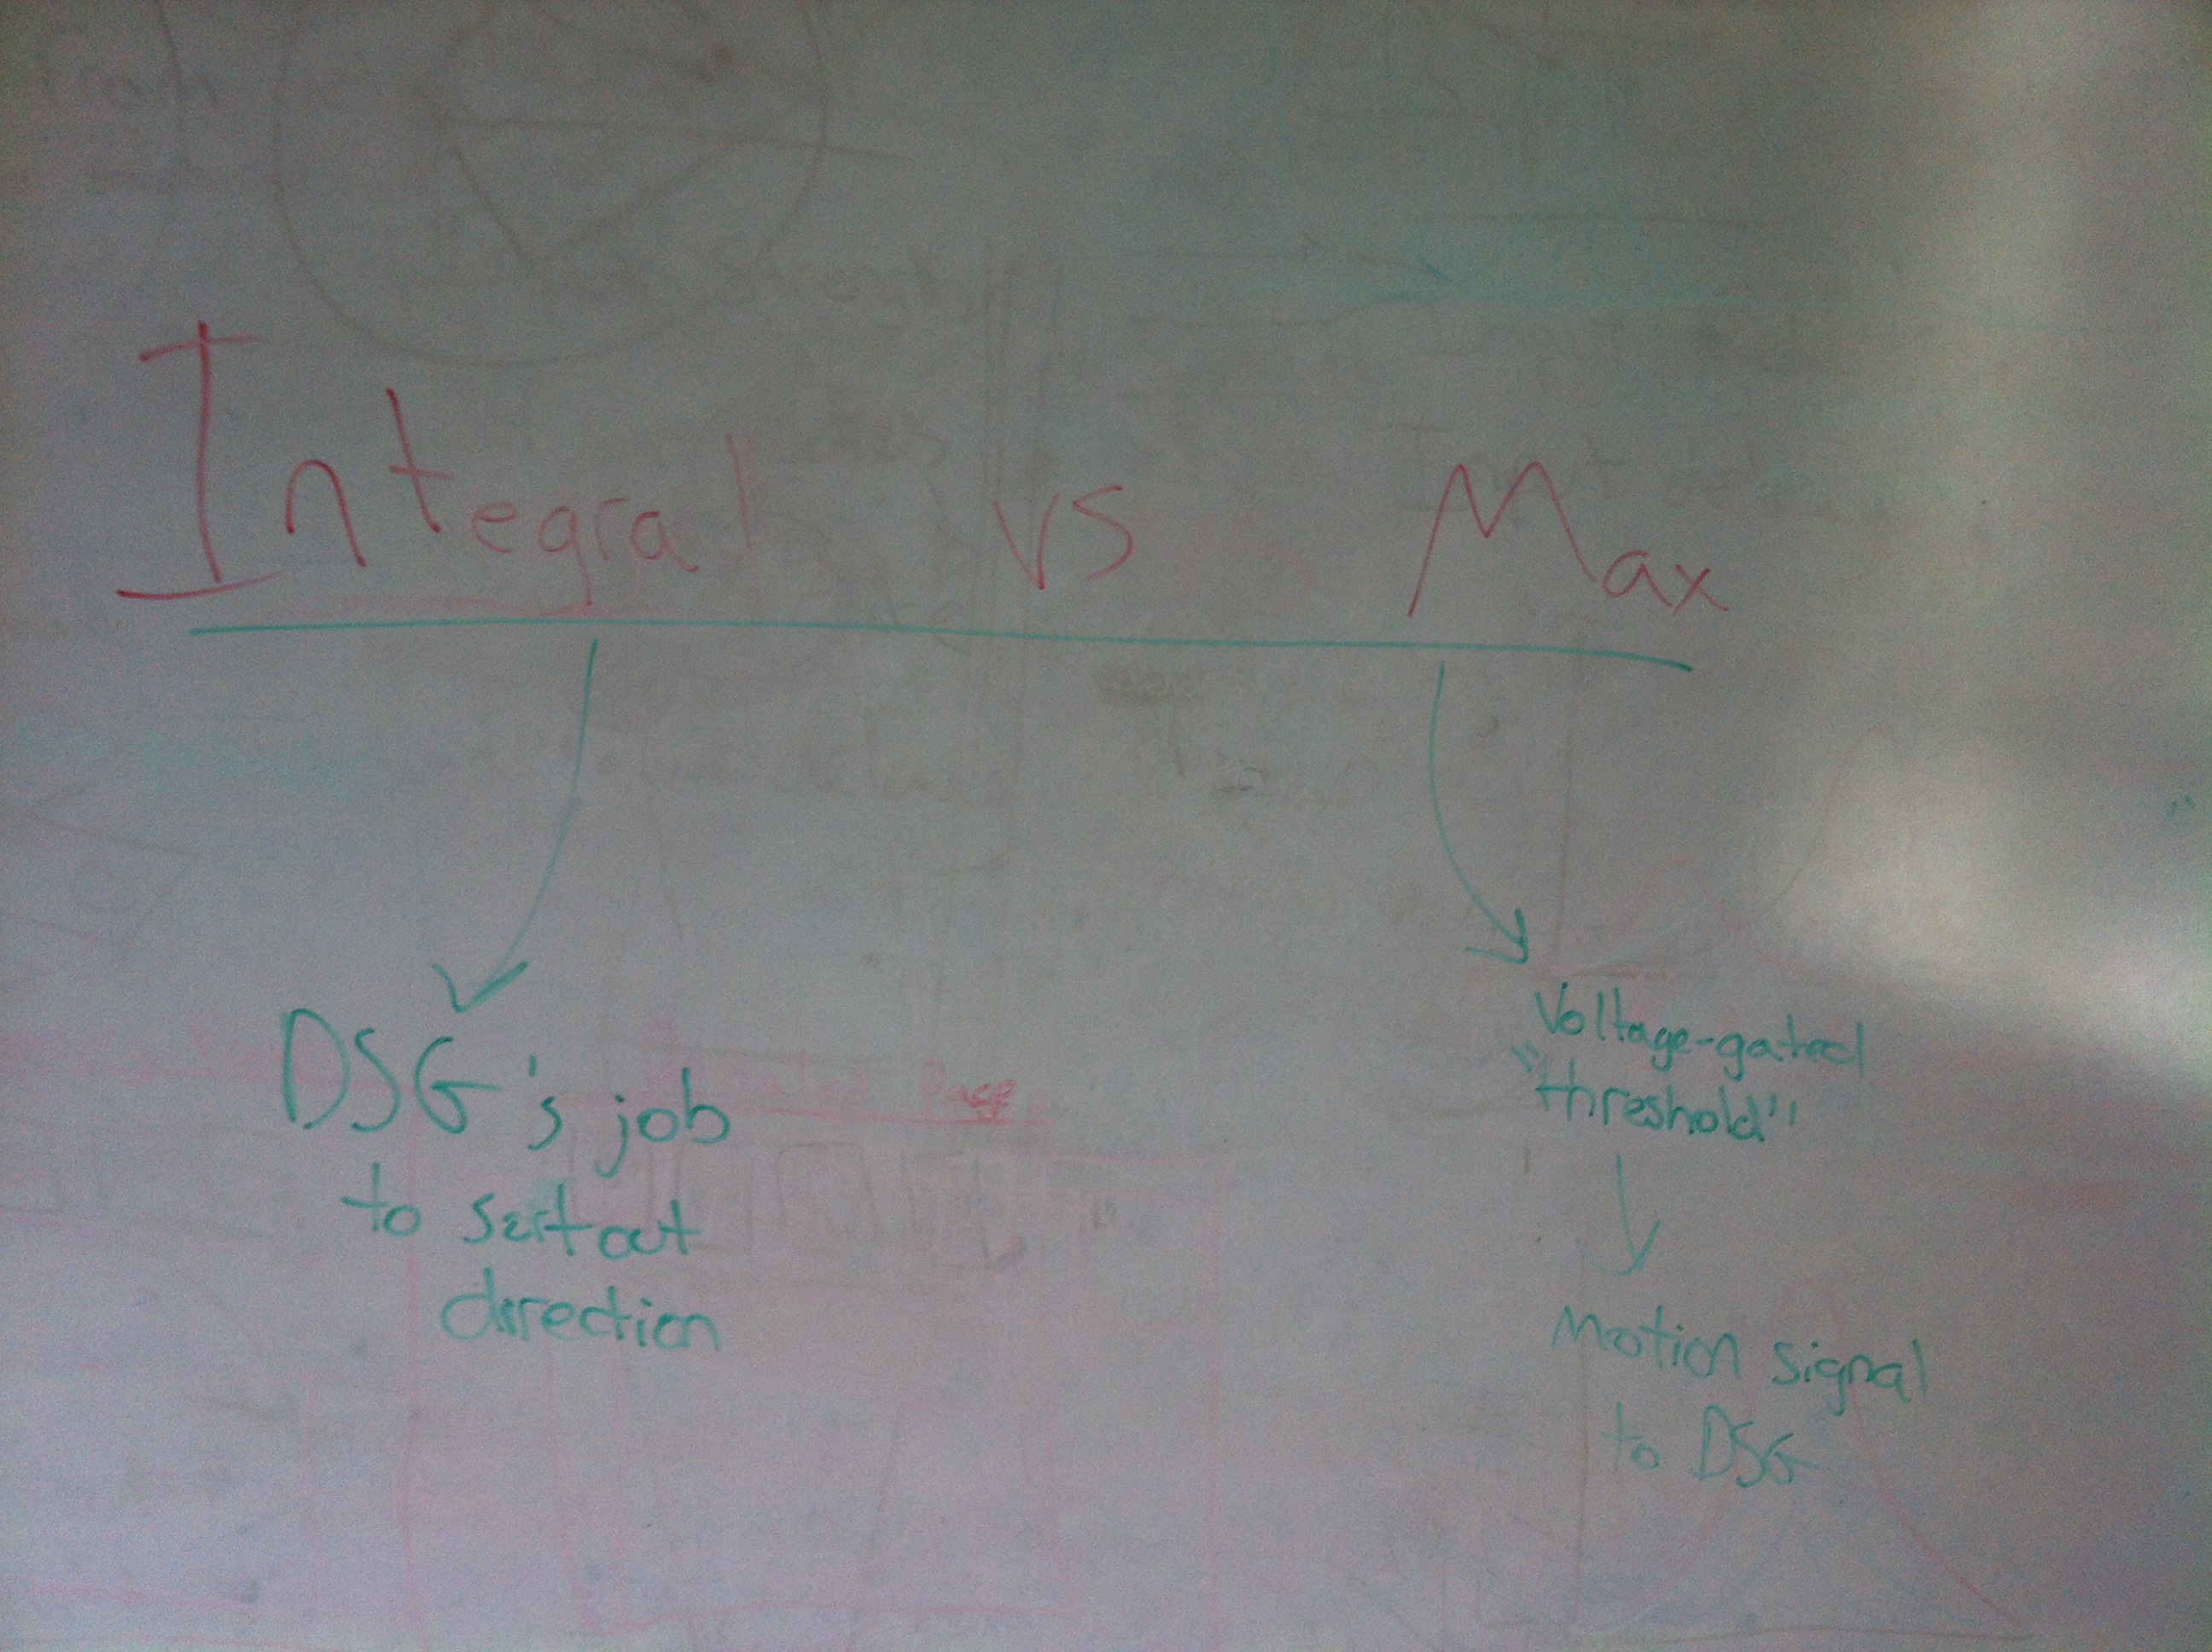 Integral vs Max
DSG's job
to sort out
direction
Voltage-gated
"threshold"
Motion signal
to DSG